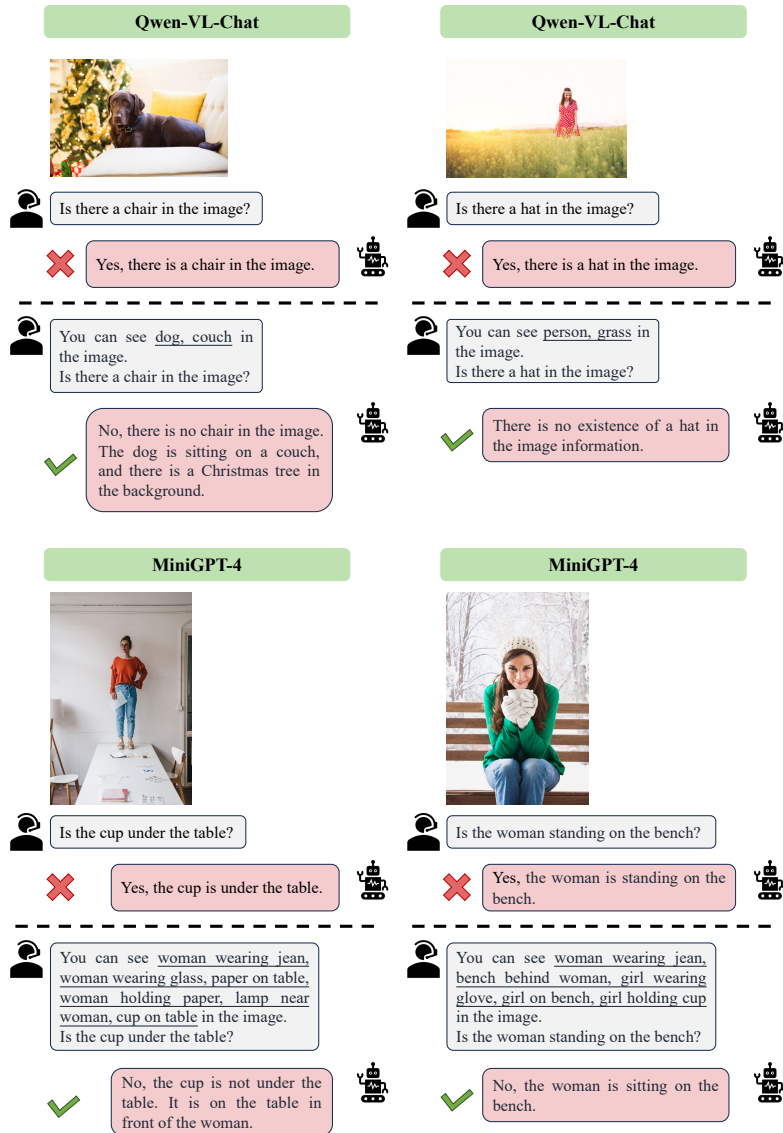 Qwen-VL-Chat
Is there a chair in the image?
Yes, there is a chair in the image.
You can see dog, couch in
the image.
Is there a chair in the image?
No, there is no chair in the image.
The dog is sitting on a couch,
and there is a Christmas tree in
the background.
Qwen-VL-Chat
Is there a hat in the image?
Yes, there is a hat in the image.
You can see person, grass in
the image.
Is there a hat in the image?
There is no existence of a hat in
the image information.
MiniGPT-4
Is the cup under the table?
Yes, the cup is under the table.
You can see woman wearing jean,
woman wearing glass, paper on table,
woman holding paper, lamp near
woman, cup on table in the image.
Is the cup under the table?
No, the cup is not under the
table. It is on the table in
front of the woman.
MiniGPT-4
Is the woman standing on the bench?
Yes, the woman is standing on the
bench.
You can see woman wearing jean,
bench behind woman, girl wearing
glove, girl on bench, girl holding cup
in the image.
Is the woman standing on the bench?
No, the woman is sitting on the
bench.